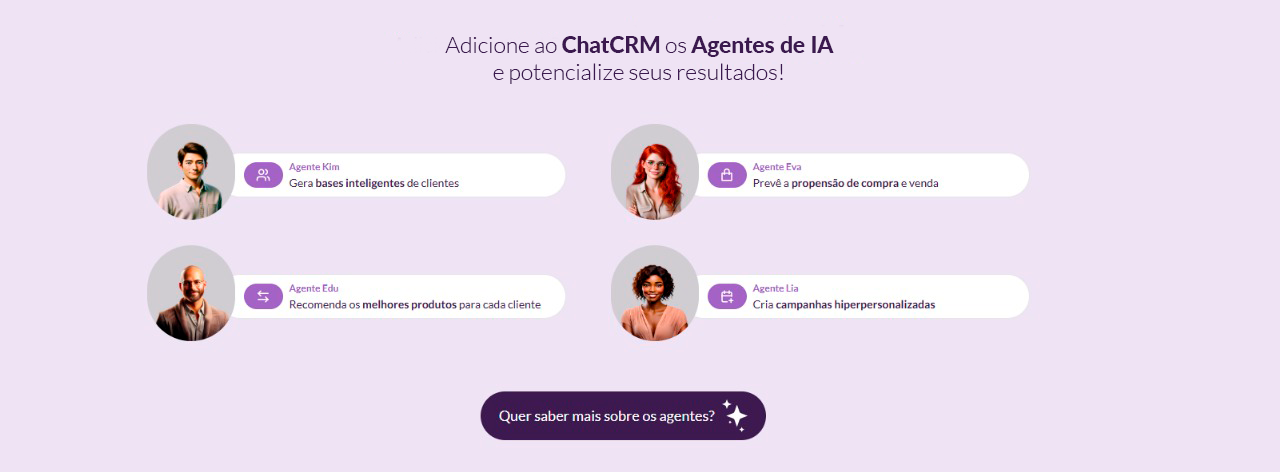 Adicione ao ChatCRM os Agentes de IA
e potencialize seus resultados!
Agente Kim
Gera bases inteligentes de clientes
Agente Eva
Prevê a propensão de compra e venda
Agente Edu
Recomenda os melhores produtos para cada cliente
Agente Lia
Cria campanhas hiperpersonalizadas
Quer saber mais sobre os agentes?